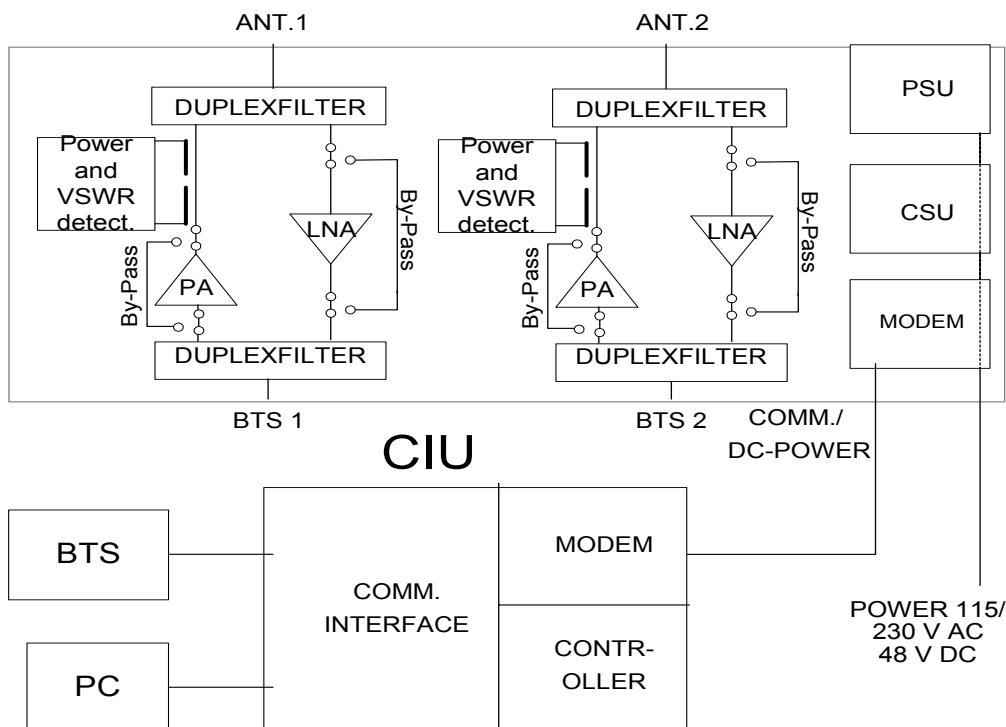 ANT.1
ANT.2
DUPLEXFILTER
DUPLEXFILTER
PSU
Power
and
VSWR
detect.
By-Pass
LNA
By-Pass
PA
Power
and
VSWR
detect.
By-Pass
LNA
By-Pass
PA
CSU
MODEM
DUPLEXFILTER
DUPLEXFILTER
BTS 1
BTS 2
COMM./
DC-POWER
CIU
BTS
PC
COMM.
INTERFACE
MODEM
CONTR-
OLLER
POWER 115/
230 V AC
48 V DC